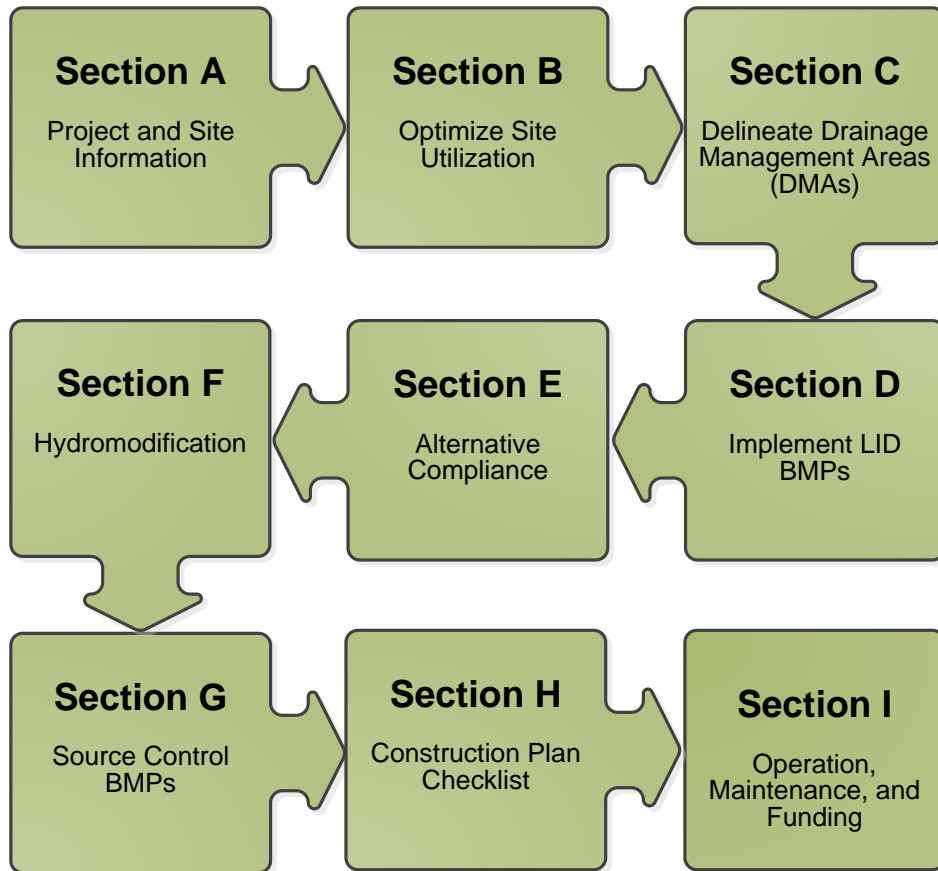 Section A
Project and Site
Information
Section B
Optimize Site
Utilization
Section C
Delineate Drainage
Management Areas
(DMAs)
Section D
Implement LID
BMPs
Section E
Alternative
Compliance
Section F
Hydromodification
Section G
Source Control
BMPs
Section H
Construction Plan
Checklist
Section I
Operation,
Maintenance, and
Funding